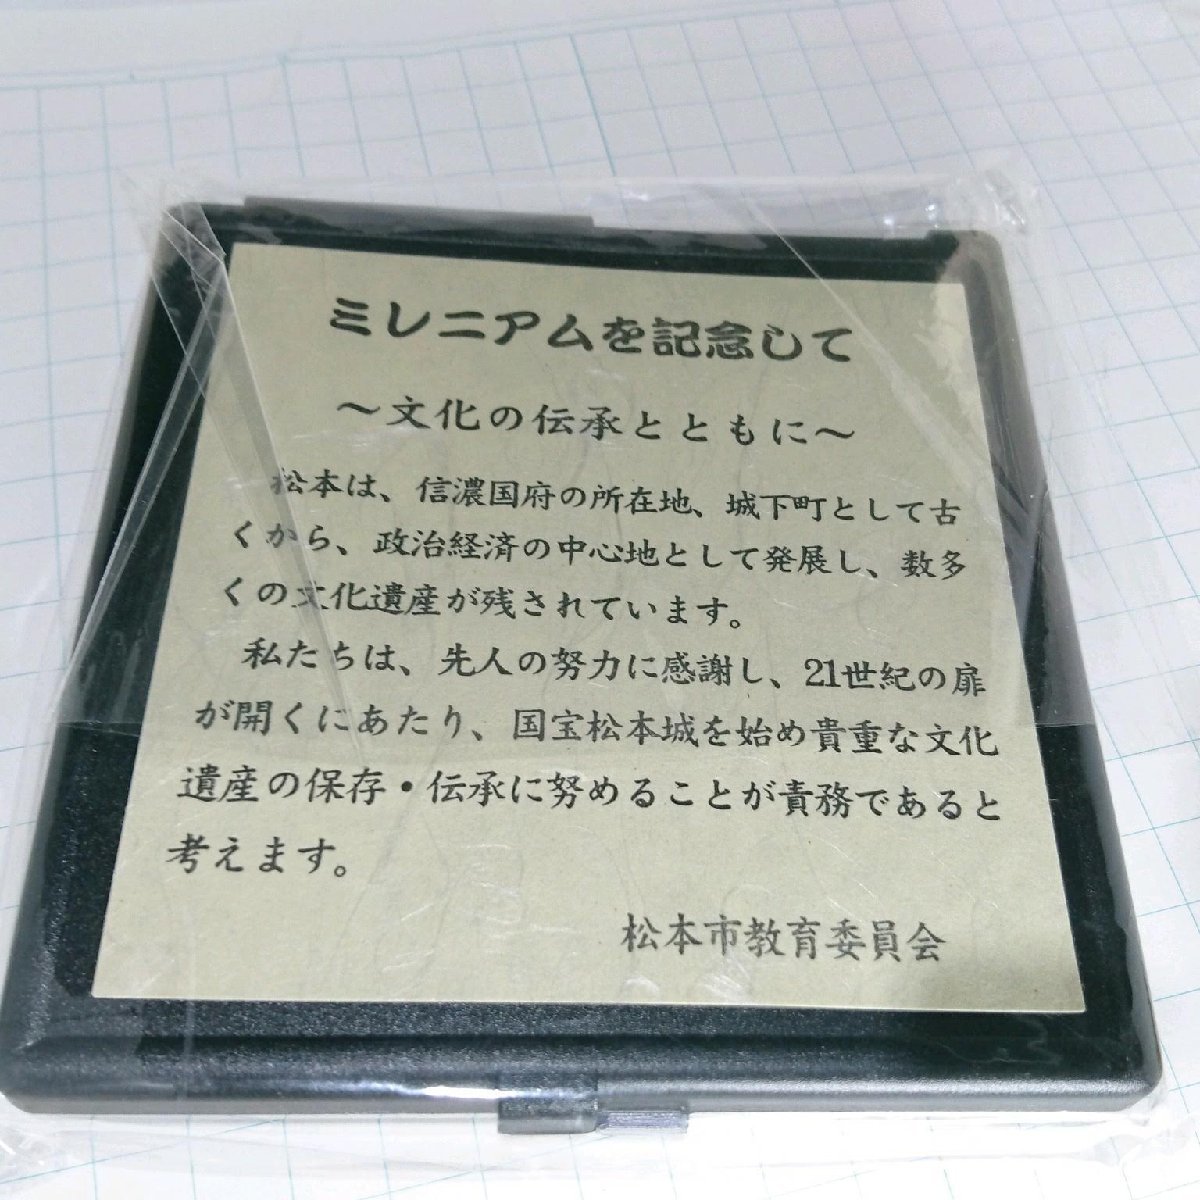 ミレニアムを記念して
～文化の伝承とともに～
松本は、信濃国府の所在地、城下町として古
くから、政治経済の中心地として発展し、数多
くの文化遺産が残されています。
私たちは、先人の努力に感謝し、21世紀の扉
が開くにあたり、国宝松本城を始め貴重な文化
遺産の保存・伝承に努めることが責務であると
考えます。
松本市教育委員会